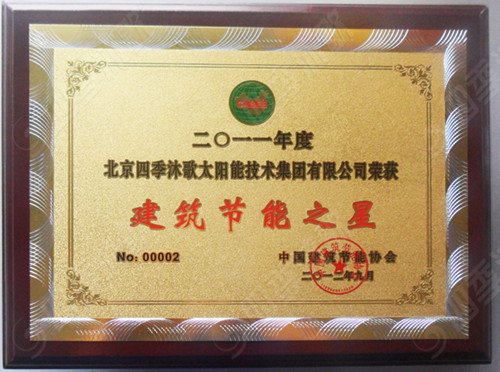 二〇一一年度
北京四季沐歌太阳能技术集团有限公司荣获
建筑节能之星
No: 00002
中国建筑节能协会
二〇一二年九月